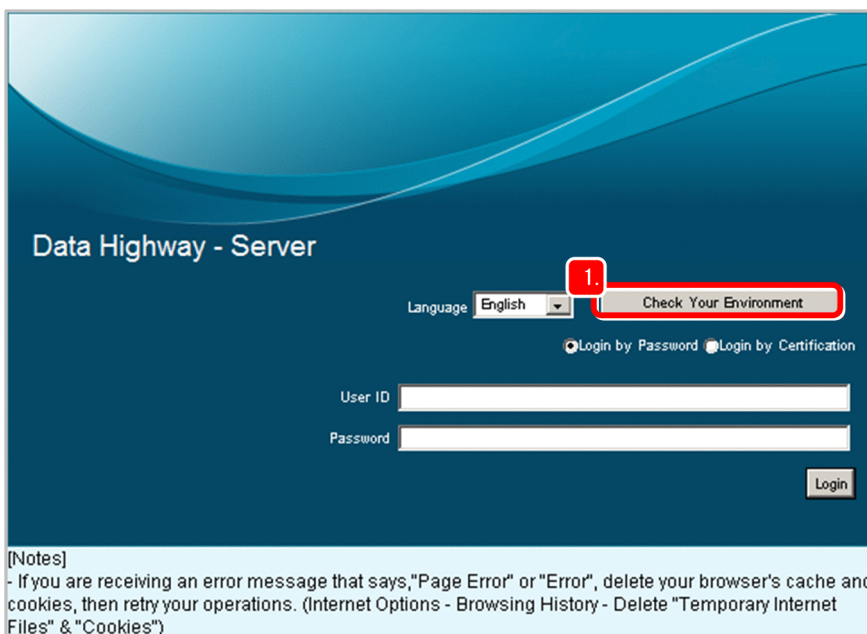 Data Highway - Server
1.
Language English Check Your Environment
Login by Password Login by Certification
User ID
Password
Login
[Notes]
- If you are receiving an error message that says,"Page Error" or "Error", delete your browser's cache and
cookies, then retry your operations. (Internet Options - Browsing History - Delete "Temporary Internet
Files" & "Cookies")